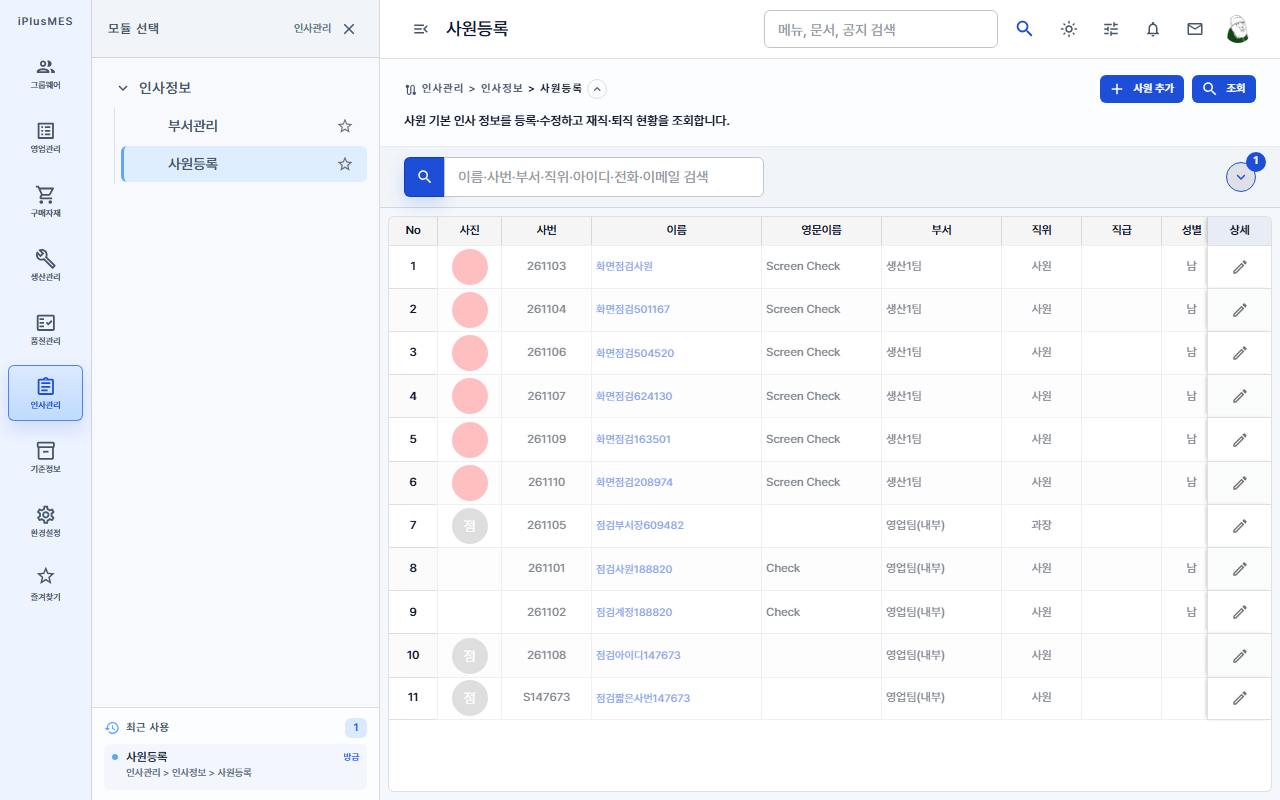 iPlusMES
그룹웨어
영업관리
구매자재
생산관리
품질관리
인사관리
기준정보
환경설정
즐겨찾기
모듈 선택
인사관리
인사정보
부서관리
사원등록
최근 사용
1
사원등록
방금
인사관리 > 인사정보 > 사원등록
사원등록
메뉴, 문서, 공지 검색
인사관리 > 인사정보 > 사원등록
사원 추가
조회
사원 기본 인사 정보를 등록·수정하고 재직·퇴직 현황을 조회합니다.
이름·사번·부서·직위·아이디·전화·이메일 검색
1
No 사진 사번 이름 영문이름 부서 직위 직급 성별 상세
1 261103 화면점검사원 Screen Check 생산1팀 사원 남
2 261104 화면점검501167 Screen Check 생산1팀 사원 남
3 261106 화면점검504520 Screen Check 생산1팀 사원 남
4 261107 화면점검624130 Screen Check 생산1팀 사원 남
5 261109 화면점검163501 Screen Check 생산1팀 사원 남
6 261110 화면점검208974 Screen Check 생산1팀 사원 남
7 점 261105 점검부서장609482 영업팀(내부) 과장
8 261101 점검사원188820 Check 영업팀(내부) 사원 남
9 261102 점검계정188820 Check 영업팀(내부) 사원 남
10 점 261108 점검아이디147673 영업팀(내부) 사원
11 점 S147673 점검짧은사번147673 영업팀(내부) 사원